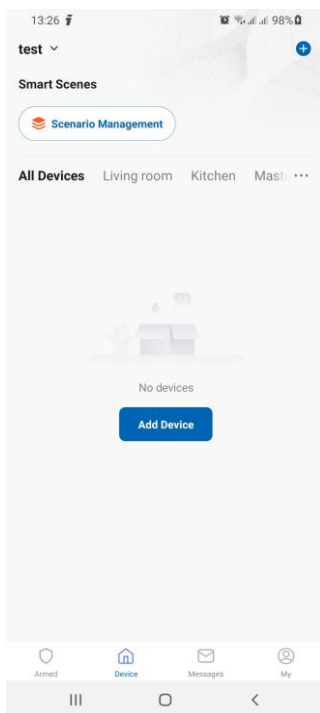 13:26 98%
test
Smart Scenes
Scenario Management
All Devices Living room Kitchen Mast ...
No devices
Add Device
Armed Device Messages My